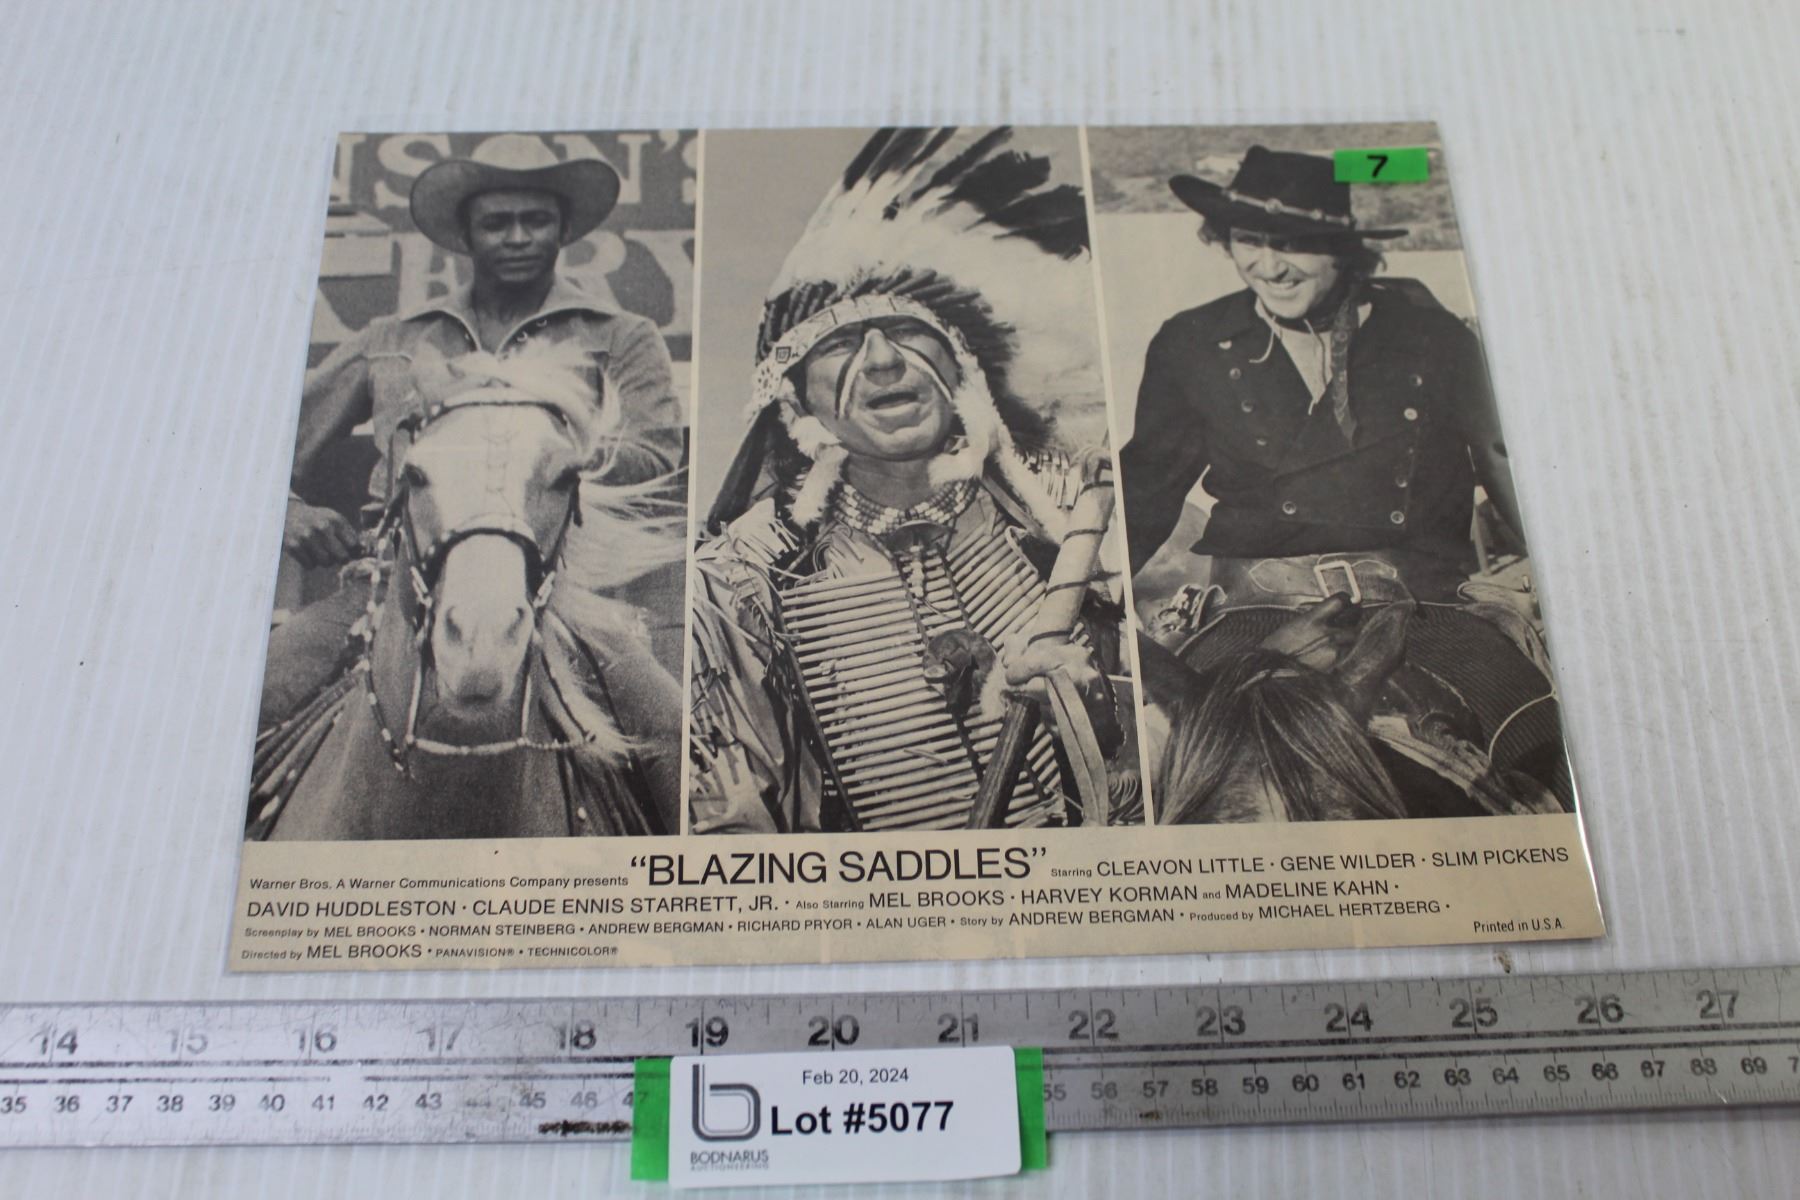 NSON'S
7
Warner Bros. A Warner Communications Company presents "BLAZING SADDLES" Starring CLEAVON LITTLE · GENE WILDER · SLIM PICKENS
DAVID HUDDLESTON · CLAUDE ENNIS STARRETT, JR. · Also Starring MEL BROOKS · HARVEY KORMAN and MADELINE KAHN ·
Screenplay by MEL BROOKS · NORMAN STEINBERG · ANDREW BERGMAN · RICHARD PRYOR · ALAN UGER · Story by ANDREW BERGMAN · Produced by MICHAEL HERTZBERG ·
Directed by MEL BROOKS · PANAVISION® · TECHNICOLOR®
Printed in U.S.A.
14 15 16 17 18 19 20 21 22 23 24 25 26 27
35 36 37 38 39 40 41 42 43 44 45 46 47 55 56 57 58 59 60 61 62 63 64 65 66 67 68 69
Feb 20, 2024
Lot #5077
BODNARUS
AUCTIONEERING